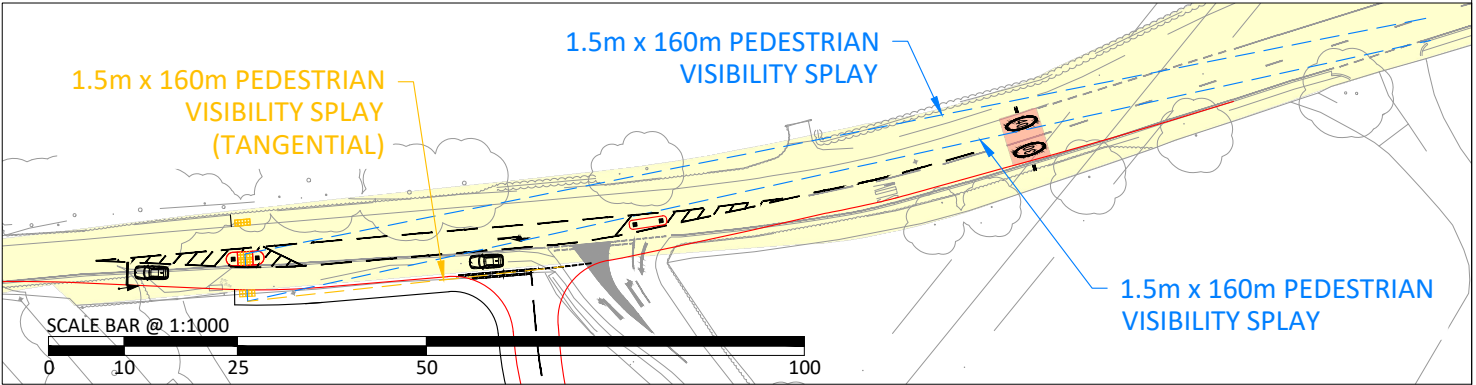 1.5m x 160m PEDESTRIAN
VISIBILITY SPLAY
1.5m x 160m PEDESTRIAN
VISIBILITY SPLAY
(TANGENTIAL)
1.5m x 160m PEDESTRIAN
VISIBILITY SPLAY
SCALE BAR @ 1:1000
0 10 25 50 100